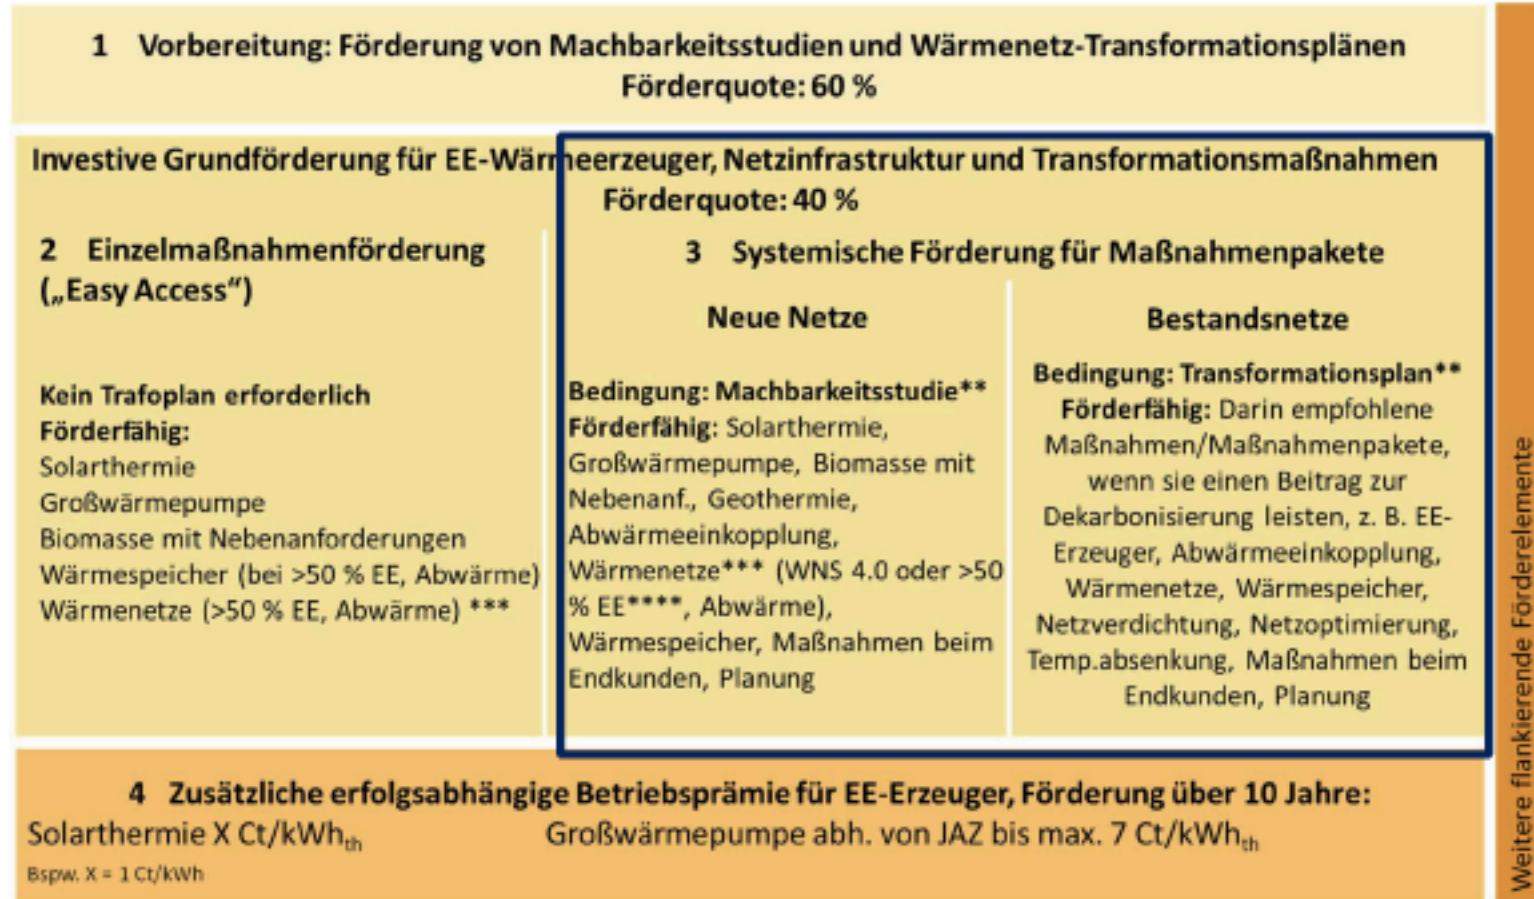 1 Vorbereitung: Förderung von Machbarkeitsstudien und Wärmenetz-Transformationsplänen
Förderquote: 60 %
Investive Grundförderung für EE-Wärmeerzeuger, Netzinfrastruktur und Transformationsmaßnahmen
Förderquote: 40 %
2 Einzelmaßnahmenförderung
(„Easy Access“)
Kein Trafoplan erforderlich
Förderfähig:
Solarthermie
Großwärmepumpe
Biomasse mit Nebenanforderungen
Wärmespeicher (bei >50 % EE, Abwärme)
Wärmenetze (>50 % EE, Abwärme) ***
3 Systemische Förderung für Maßnahmenpakete
Neue Netze
Bedingung: Machbarkeitsstudie**
Förderfähig: Solarthermie,
Großwärmepumpe, Biomasse mit
Nebenanf., Geothermie,
Abwärmeeinkopplung,
Wärmenetze*** (WNS 4.0 oder >50
% EE****, Abwärme),
Wärmespeicher, Maßnahmen beim
Endkunden, Planung
Bestandsnetze
Bedingung: Transformationsplan**
Förderfähig: Darin empfohlene
Maßnahmen/Maßnahmenpakete,
wenn sie einen Beitrag zur
Dekarbonisierung leisten, z. B. EE-
Erzeuger, Abwärmeeinkopplung,
Wärmenetze, Wärmespeicher,
Netzverdichtung, Netzoptimierung,
Temp.absenkung, Maßnahmen beim
Endkunden, Planung
4 Zusätzliche erfolgsabhängige Betriebsprämie für EE-Erzeuger, Förderung über 10 Jahre:
Solarthermie X Ct/kWhth Großwärmepumpe abh. von JAZ bis max. 7 Ct/kWhth
Bspw. X = 1 Ct/kWh
Weitere flankierende Förderelemente